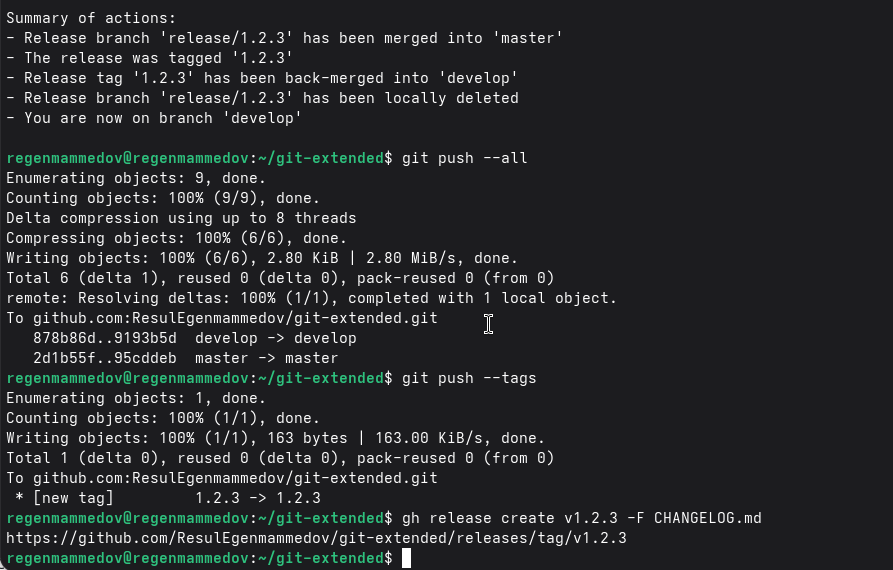 Summary of actions:
- Release branch 'release/1.2.3' has been merged into 'master'
- The release was tagged '1.2.3'
- Release tag '1.2.3' has been back-merged into 'develop'
- Release branch 'release/1.2.3' has been locally deleted
- You are now on branch 'develop'
regenmammedov@regenmammedov:~/git-extended$ git push --all
Enumerating objects: 9, done.
Counting objects: 100% (9/9), done.
Delta compression using up to 8 threads
Compressing objects: 100% (6/6), done.
Writing objects: 100% (6/6), 2.80 KiB | 2.80 MiB/s, done.
Total 6 (delta 1), reused 0 (delta 0), pack-reused 0 (from 0)
remote: Resolving deltas: 100% (1/1), completed with 1 local object.
To github.com:ResulEgenmammedov/git-extended.git
   878b86d..9193b5d  develop -> develop
   2d1b55f..95cddeb  master -> master
regenmammedov@regenmammedov:~/git-extended$ git push --tags
Enumerating objects: 1, done.
Counting objects: 100% (1/1), done.
Writing objects: 100% (1/1), 163 bytes | 163.00 KiB/s, done.
Total 1 (delta 0), reused 0 (delta 0), pack-reused 0 (from 0)
To github.com:ResulEgenmammedov/git-extended.git
 * [new tag]         1.2.3 -> 1.2.3
regenmammedov@regenmammedov:~/git-extended$ gh release create v1.2.3 -F CHANGELOG.md
https://github.com/ResulEgenmammedov/git-extended/releases/tag/v1.2.3
regenmammedov@regenmammedov:~/git-extended$